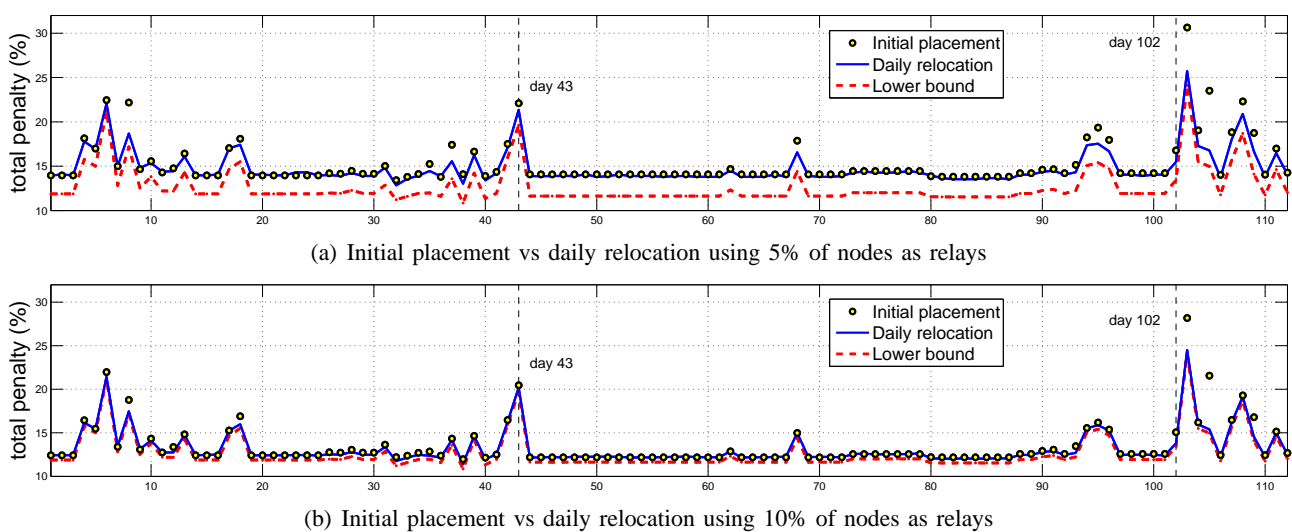 30
25
20
15
10
total penalty (%)
day 43
day 102
Initial placement
Daily relocation
Lower bound
10 20 30 40 50 60 70 80 90 100 110
(a) Initial placement vs daily relocation using 5% of nodes as relays
30
25
20
15
10
total penalty (%)
day 43
day 102
Initial placement
Daily relocation
Lower bound
10 20 30 40 50 60 70 80 90 100 110
(b) Initial placement vs daily relocation using 10% of nodes as relays